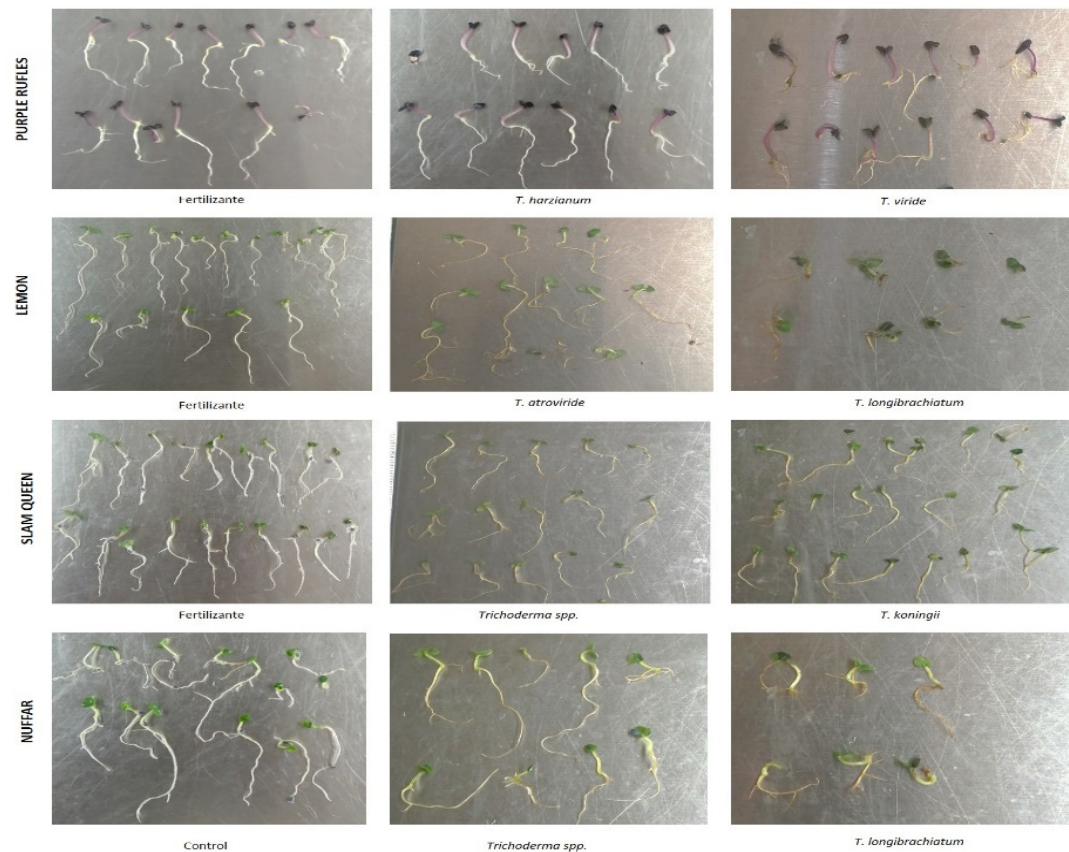 PURPLE RUFLES
Fertilizante
T. harzianum
T. viride
LEMON
Fertilizante
T. atroviride
T. longibrachiatum
SLAM QUEEN
Fertilizante
Trichoderma spp.
T. koningii
NUFFAR
Control
Trichoderma spp.
T. longibrachiatum